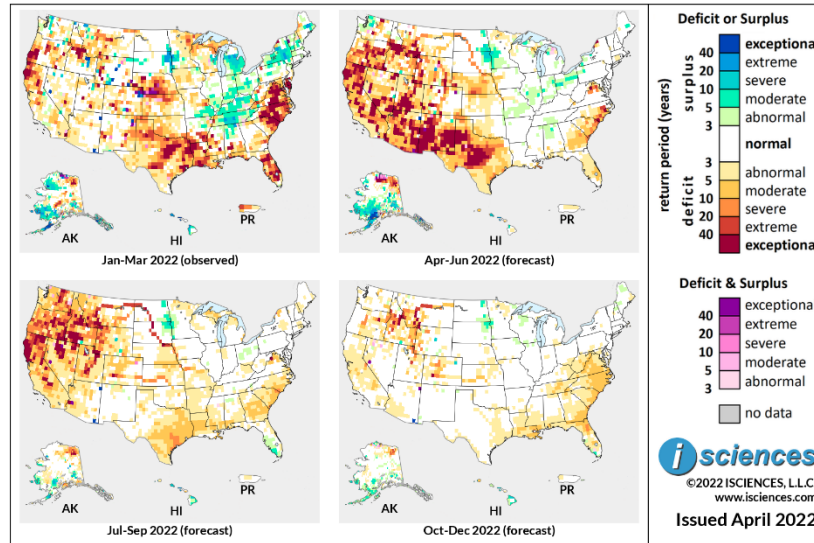 AK
HI
PR
Jan-Mar 2022 (observed)
AK
HI
PR
Apr-Jun 2022 (forecast)
AK
HI
PR
Jul-Sep 2022 (forecast)
AK
HI
PR
Oct-Dec 2022 (forecast)
Deficit or Surplus
return period (years)
deficit surplus
40 exceptional
20 extreme
10 severe
5 moderate
3 abnormal
normal
3 abnormal
5 moderate
10 severe
20 extreme
40 exceptional
Deficit & Surplus
40 exceptional
20 extreme
10 severe
5 moderate
3 abnormal
no data
i sciences
©2022 ISCIENCES, L.L.C
www.isciences.com
Issued April 2022